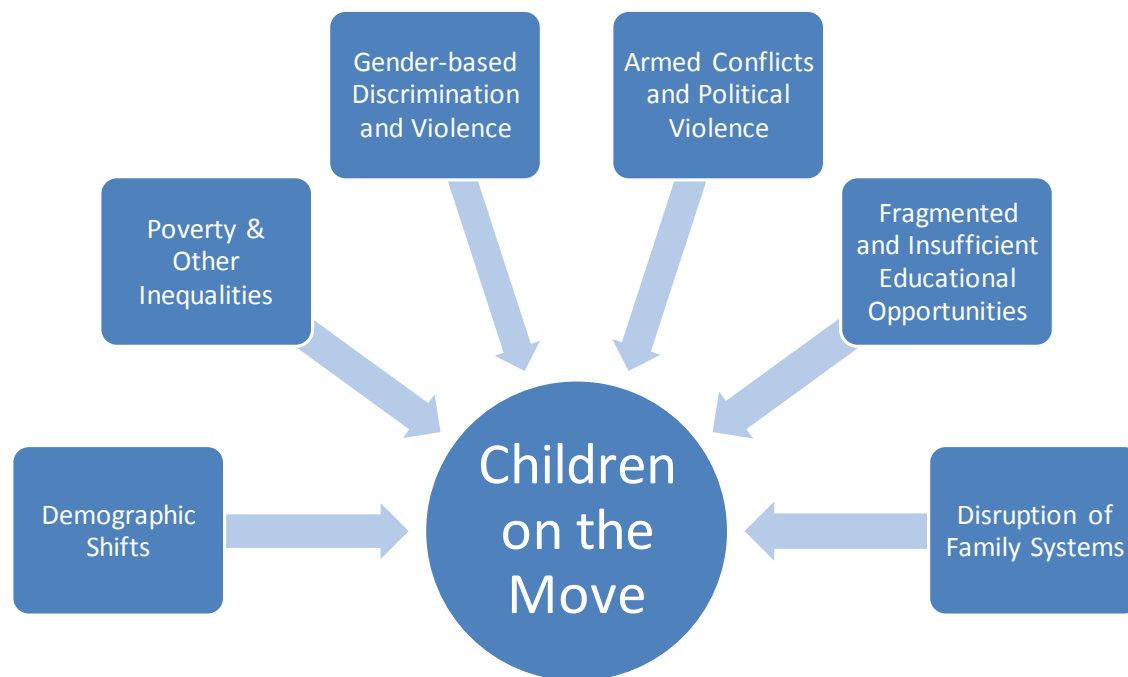 Gender-based
Discrimination
and Violence
Armed Conflicts
and Political
Violence
Poverty &
Other
Inequalities
Fragmented
and Insufficient
Educational
Opportunities
Demographic
Shifts
Children
on the
Move
Disruption of
Family Systems